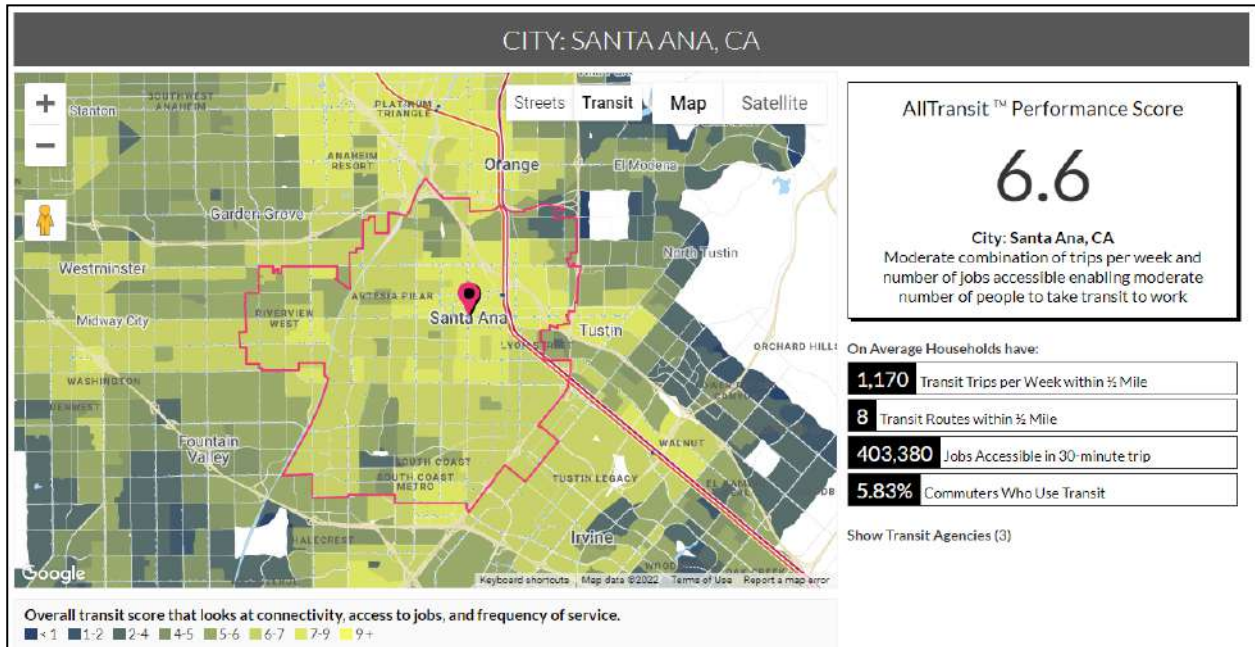 CITY: SANTA ANA, CA
Stanton
SOUTHWEST
ANAHEIM
PLATINUM
TRIANGLE
Streets Transit Map Satellite
ANAHEIM
RESORT
Orange
El Modena
Garden Grove
Westminster
North Tustin
ARTESIA PILAR
RIVERVIEW
WEST
Midway City
Santa Ana
Tustin
LYON STREET
ORCHARD HILLS
WASHINGTON
Fountain
Valley
WALNUT
SOUTH COAST
SOUTH COAST
METRO
TUSTIN LEGACY
Irvine
HALECREST
Google
Keyboard shortcuts Map data ©2022 Terms of Use Report a map error
Overall transit score that looks at connectivity, access to jobs, and frequency of service.
< 1 1-2 2-4 4-5 5-6 6-7 7-9 9 +
AllTransit ™ Performance Score
6.6
City: Santa Ana, CA
Moderate combination of trips per week and
number of jobs accessible enabling moderate
number of people to take transit to work
On Average Households have:
1,170 Transit Trips per Week within ½ Mile
8 Transit Routes within ½ Mile
403,380 Jobs Accessible in 30-minute trip
5.83% Commuters Who Use Transit
Show Transit Agencies (3)